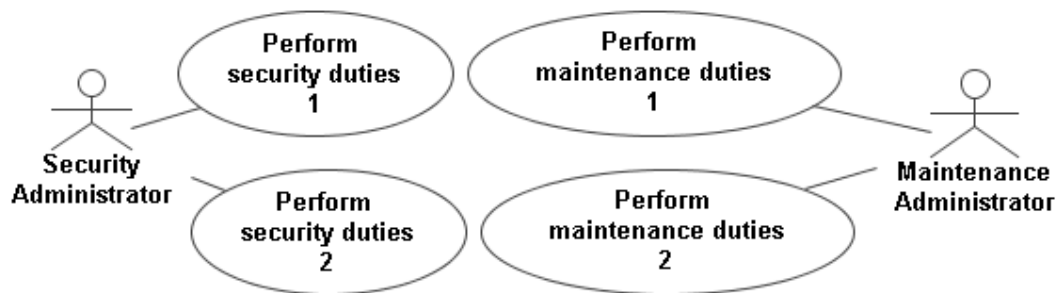 Perform
security duties
1
Perform
maintenance duties
1
Security
Administrator
Maintenance
Administrator
Perform
security duties
2
Perform
maintenance duties
2